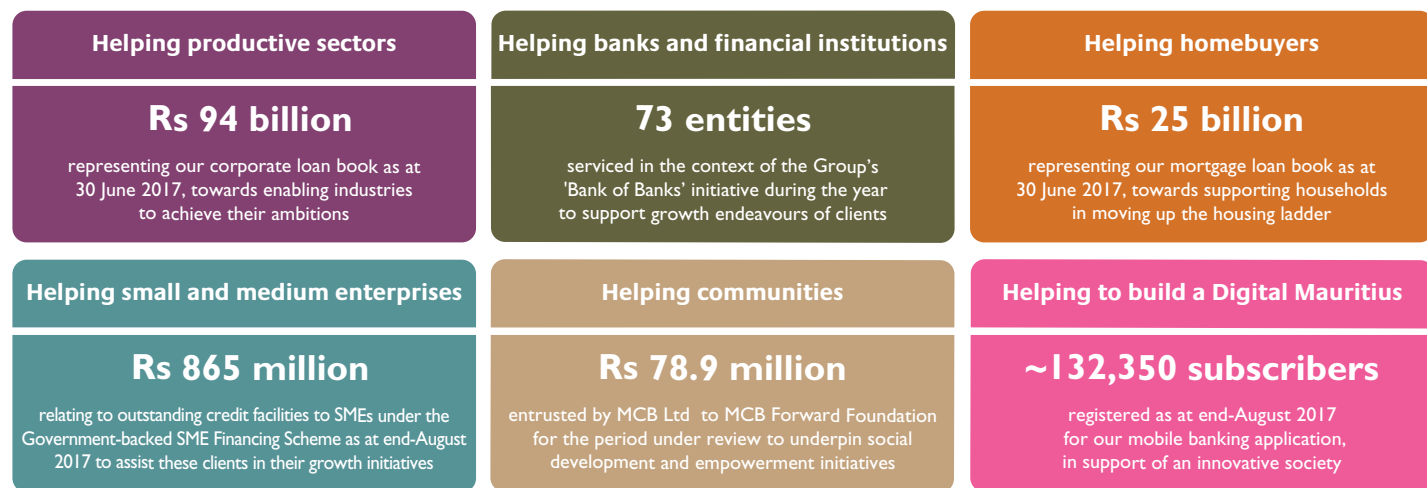 Helping productive sectors
Rs 94 billion
representing our corporate loan book as at
30 June 2017, towards enabling industries
to achieve their ambitions
Helping banks and financial institutions
73 entities
serviced in the context of the Group’s
'Bank of Banks’ initiative during the year
to support growth endeavours of clients
Helping homebuyers
Rs 25 billion
representing our mortgage loan book as at
30 June 2017, towards supporting households
in moving up the housing ladder
Helping small and medium enterprises
Rs 865 million
relating to outstanding credit facilities to SMEs under the
Government-backed SME Financing Scheme as at end-August
2017 to assist these clients in their growth initiatives
Helping communities
Rs 78.9 million
entrusted by MCB Ltd to MCB Forward Foundation
for the period under review to underpin social
development and empowerment initiatives
Helping to build a Digital Mauritius
~132,350 subscribers
registered as at end-August 2017
for our mobile banking application,
in support of an innovative society